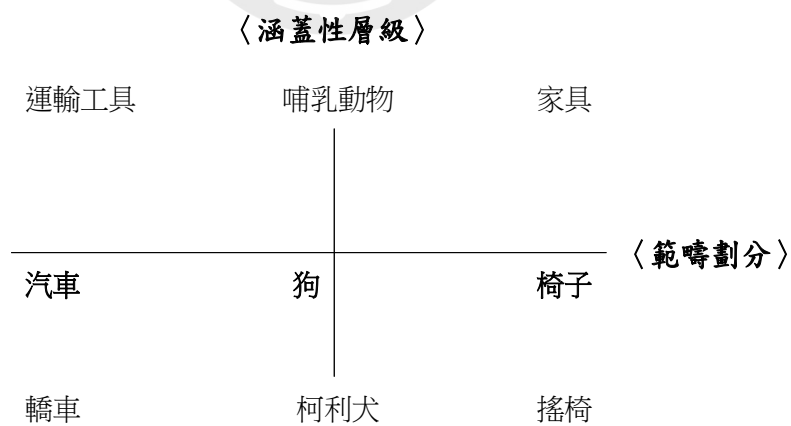 〈涵蓋性層級〉
運輸工具 哺乳動物 家具
〈範疇劃分〉
汽車 狗 椅子
轎車 柯利犬 搖椅